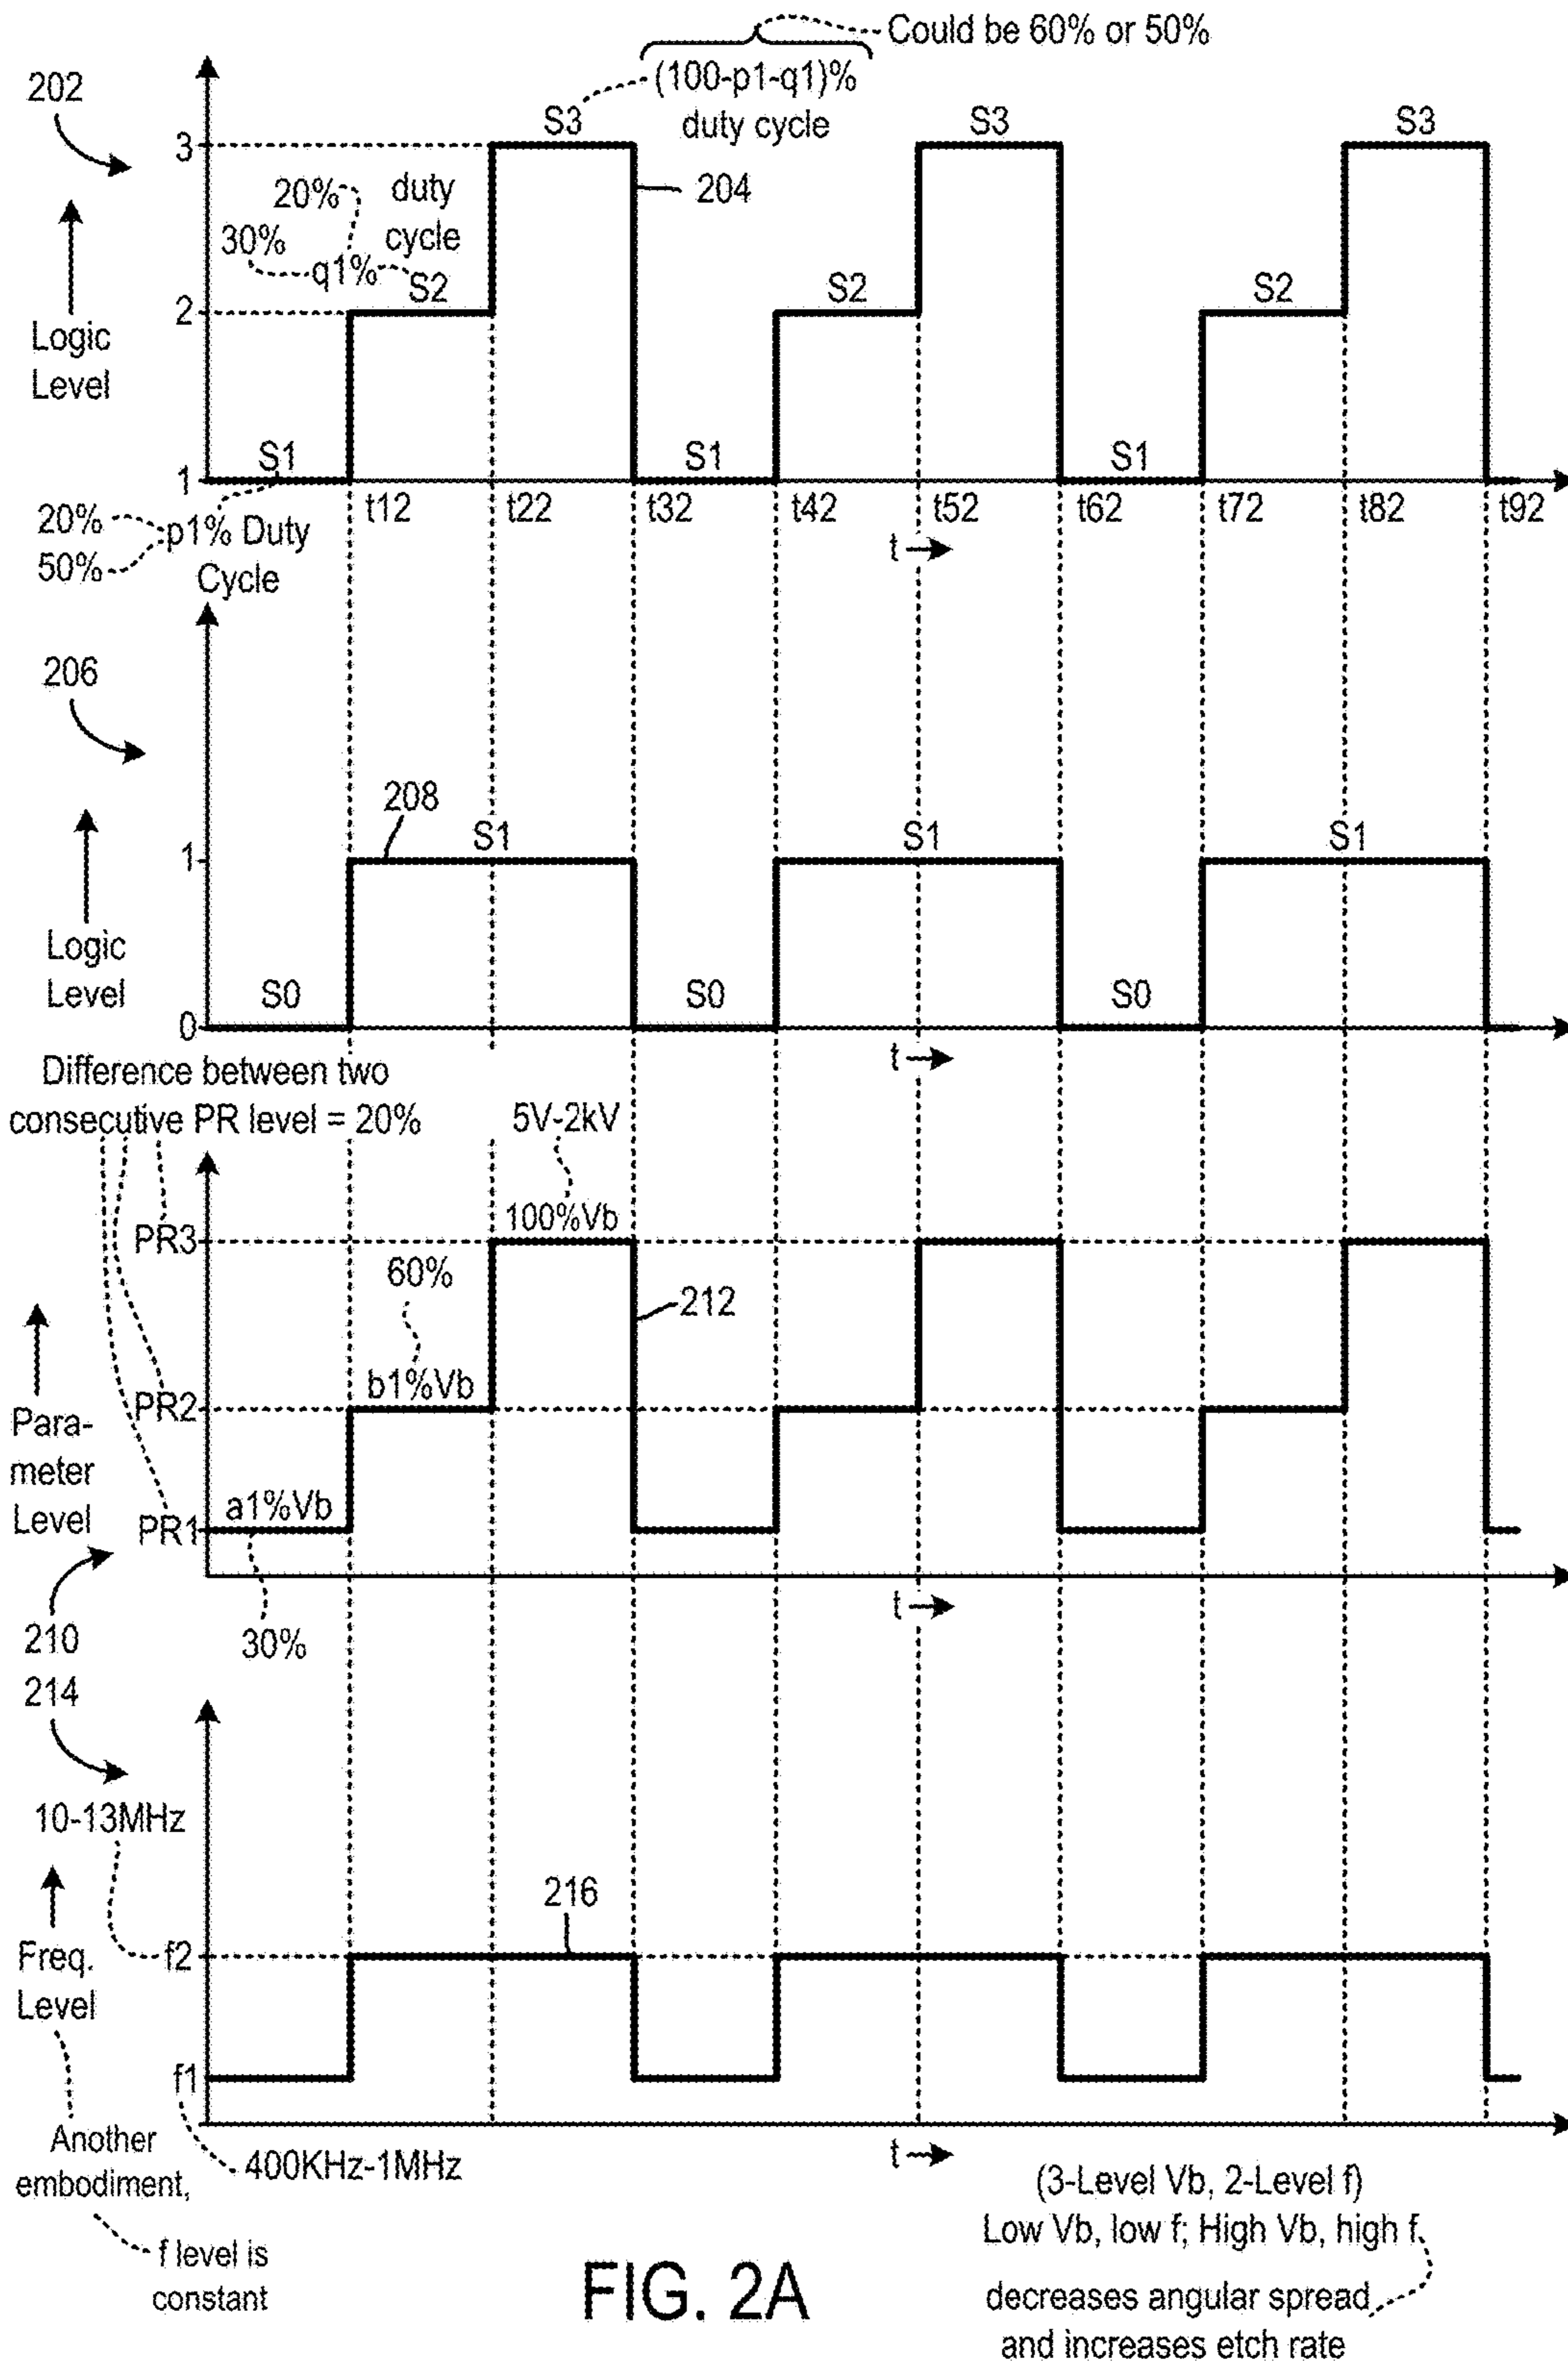 Could be 60% or 50%
(100-p1-q1)%
duty cycle
202
3
S3
S3
S3
204
20%
duty
cycle
30%
q1%
S2
S2
S2
2
Logic
Level
S1
S1
S1
1
t12
t22
t32
t42
t52
t62
t72
t82
t92
20%
50%
p1% Duty
Cycle
t
206
208
S1
S1
S1
1
Logic
Level
S0
S0
S0
0
t
Difference between two
consecutive PR level = 20%
5V-2kV
100%Vb
PR3
60%
212
b1%Vb
PR2
Para-
meter
Level
a1%Vb
PR1
t
210
30%
214
10-13MHz
216
f2
Freq.
Level
f1
Another
embodiment,
f level is
constant
400KHz-1MHz
t
(3-Level Vb, 2-Level f)
Low Vb, low f; High Vb, high f
decreases angular spread
and increases etch rate
FIG. 2A